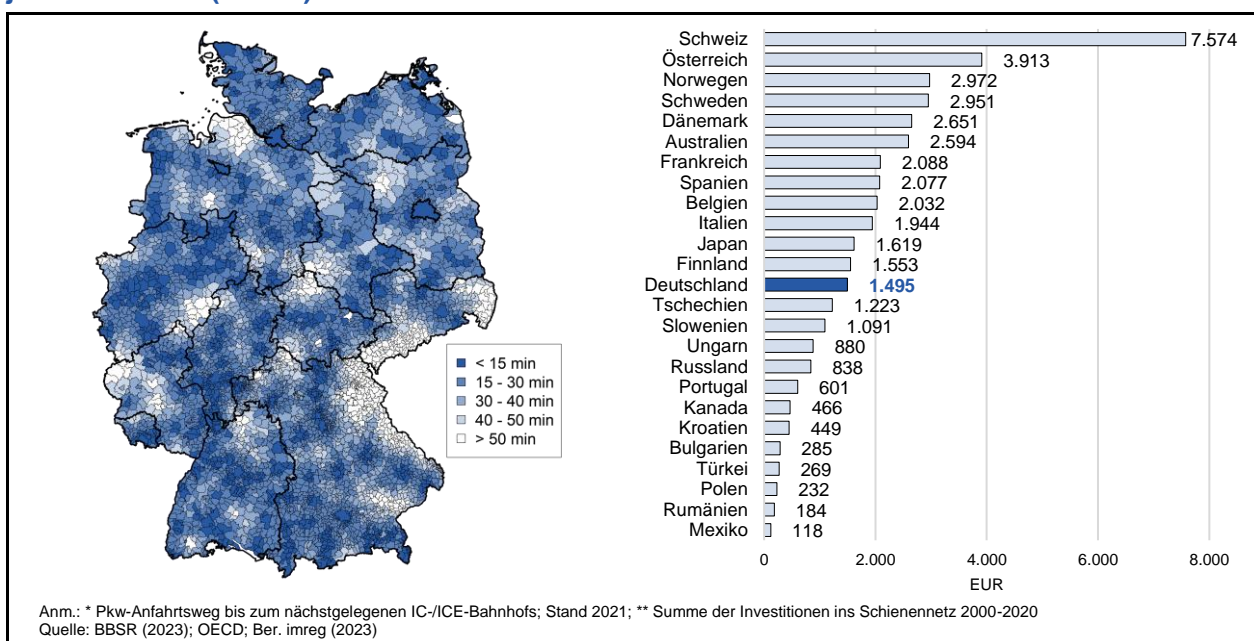 Schweiz 7.574
Österreich 3.913
Norwegen 2.972
Schweden 2.951
Dänemark 2.651
Australien 2.594
Frankreich 2.088
Spanien 2.077
Belgien 2.032
Italien 1.944
Japan 1.619
Finnland 1.553
Deutschland 1.495
Tschechien 1.223
Slowenien 1.091
Ungarn 880
Russland 838
Portugal 601
Kanada 466
Kroatien 449
Bulgarien 285
Türkei 269
Polen 232
Rumänien 184
Mexiko 118
0 2.000 4.000 6.000 8.000
EUR
< 15 min
15 - 30 min
30 - 40 min
40 - 50 min
> 50 min
Anm.: * Pkw-Anfahrtsweg bis zum nächstgelegenen IC-/ICE-Bahnhofs; Stand 2021; ** Summe der Investitionen ins Schienennetz 2000-2020
Quelle: BBSR (2023); OECD; Ber. imreg (2023)